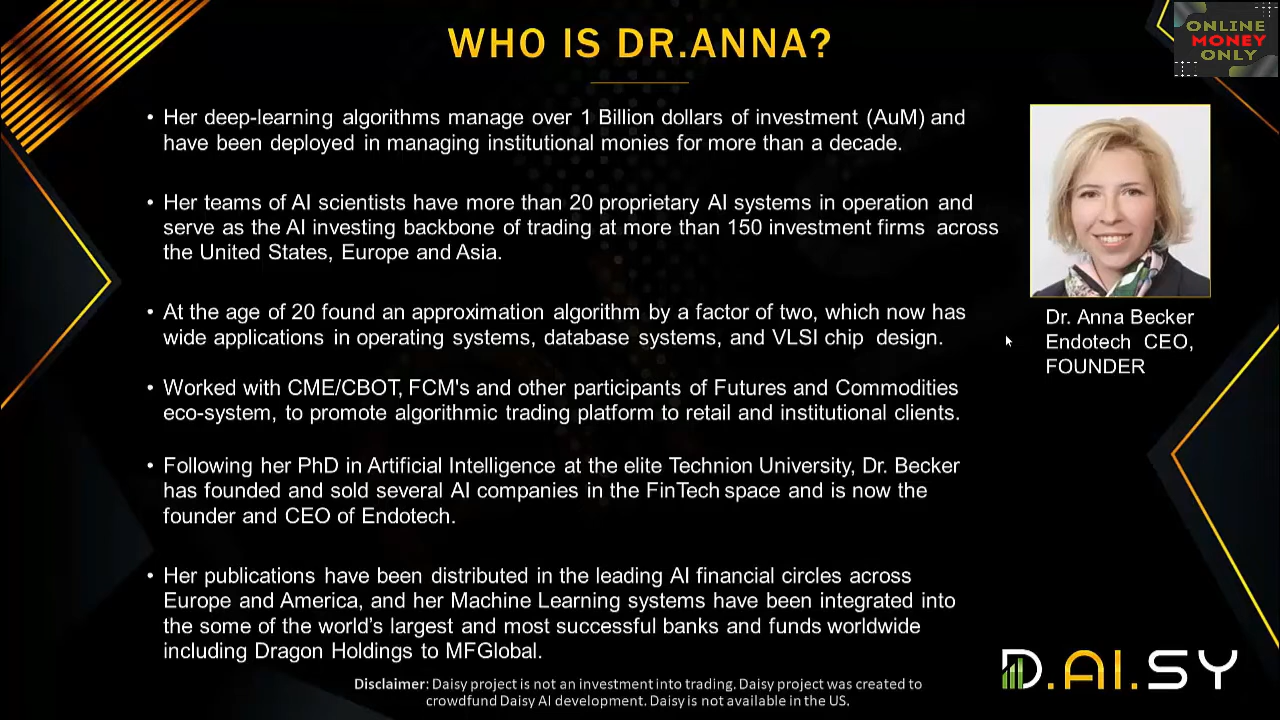 WHO IS DR.ANNA?
ONLINE
MONEY
ONLY
• Her deep-learning algorithms manage over 1 Billion dollars of investment (AuM) and
have been deployed in managing institutional monies for more than a decade.
• Her teams of AI scientists have more than 20 proprietary AI systems in operation and
serve as the AI investing backbone of trading at more than 150 investment firms across
the United States, Europe and Asia.
• At the age of 20 found an approximation algorithm by a factor of two, which now has
wide applications in operating systems, database systems, and VLSI chip design.
• Worked with CME/CBOT, FCM's and other participants of Futures and Commodities
eco-system, to promote algorithmic trading platform to retail and institutional clients.
• Following her PhD in Artificial Intelligence at the elite Technion University, Dr. Becker
has founded and sold several AI companies in the FinTech space and is now the
founder and CEO of Endotech.
• Her publications have been distributed in the leading AI financial circles across
Europe and America, and her Machine Learning systems have been integrated into
the some of the world's largest and most successful banks and funds worldwide
including Dragon Holdings to MFGlobal.
Dr. Anna Becker
Endotech CEO,
FOUNDER
D.AI.SY
Disclaimer: Daisy project is not an investment into trading. Daisy project was created to
crowdfund Daisy AI development. Daisy is not available in the US.